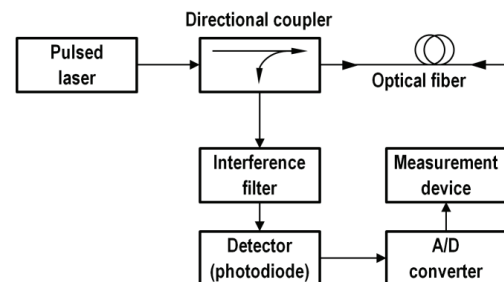 Directional coupler
Pulsed
laser
Optical fiber
Interference
filter
Measurement
device
Detector
(photodiode)
A/D
converter